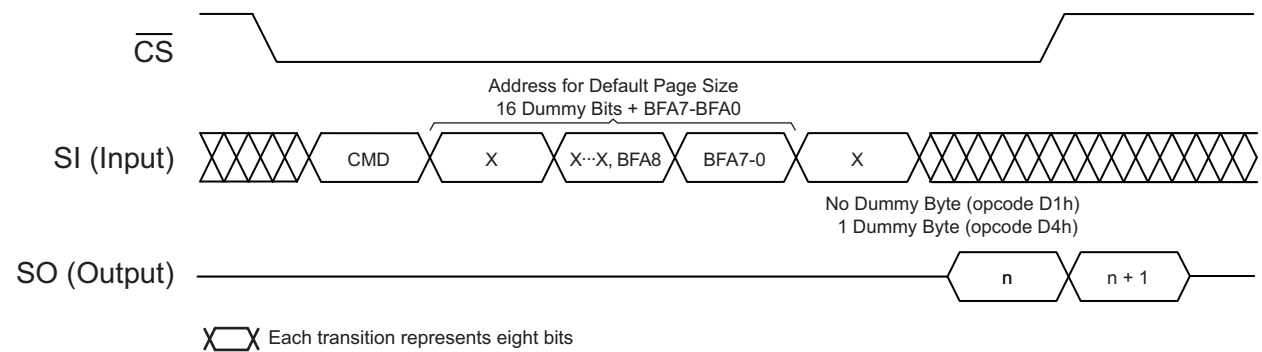 CS
Address for Default Page Size
16 Dummy Bits + BFA7-BFA0
SI (Input)
CMD
X
X···X, BFA8
BFA7-0
X
No Dummy Byte (opcode D1h)
1 Dummy Byte (opcode D4h)
SO (Output)
n
n + 1
Each transition represents eight bits